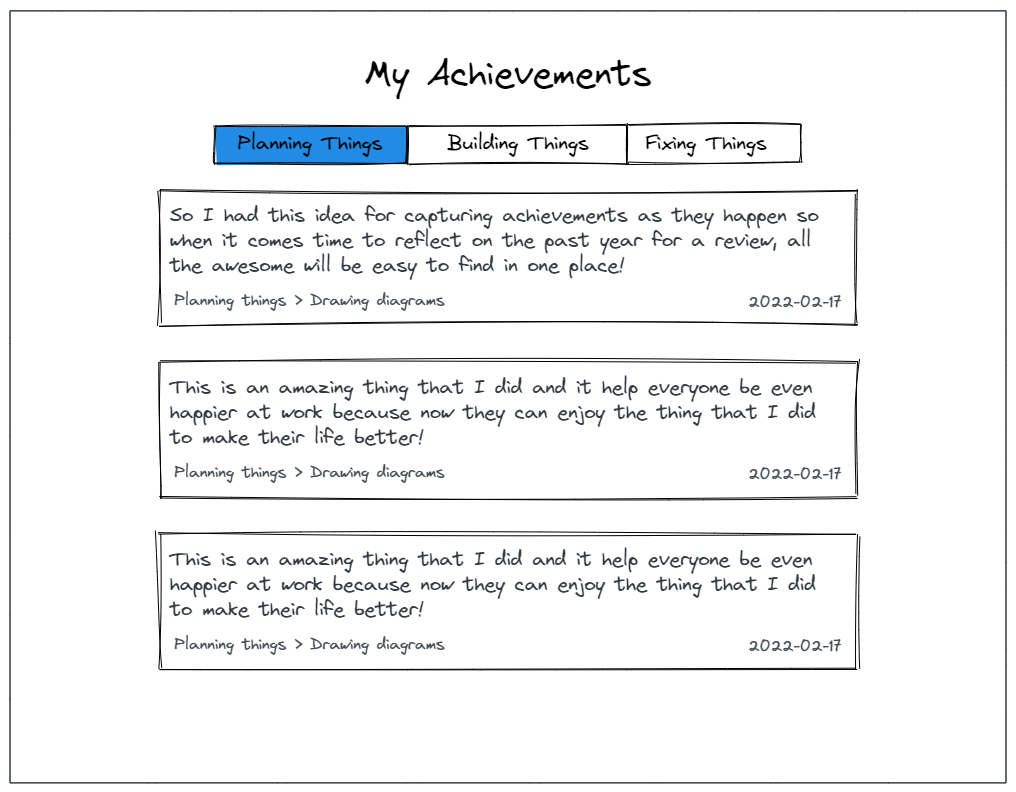 My Achievements
Planning Things
Building Things
Fixing Things
So I had this idea for capturing achievements as they happen so
when it comes time to reflect on the past year for a review, all
the awesome will be easy to find in one place!
Planning things > Drawing diagrams
2022-02-17
This is an amazing thing that I did and it help everyone be even
happier at work because now they can enjoy the thing that I did
to make their life better!
Planning things > Drawing diagrams
2022-02-17
This is an amazing thing that I did and it help everyone be even
happier at work because now they can enjoy the thing that I did
to make their life better!
Planning things > Drawing diagrams
2022-02-17